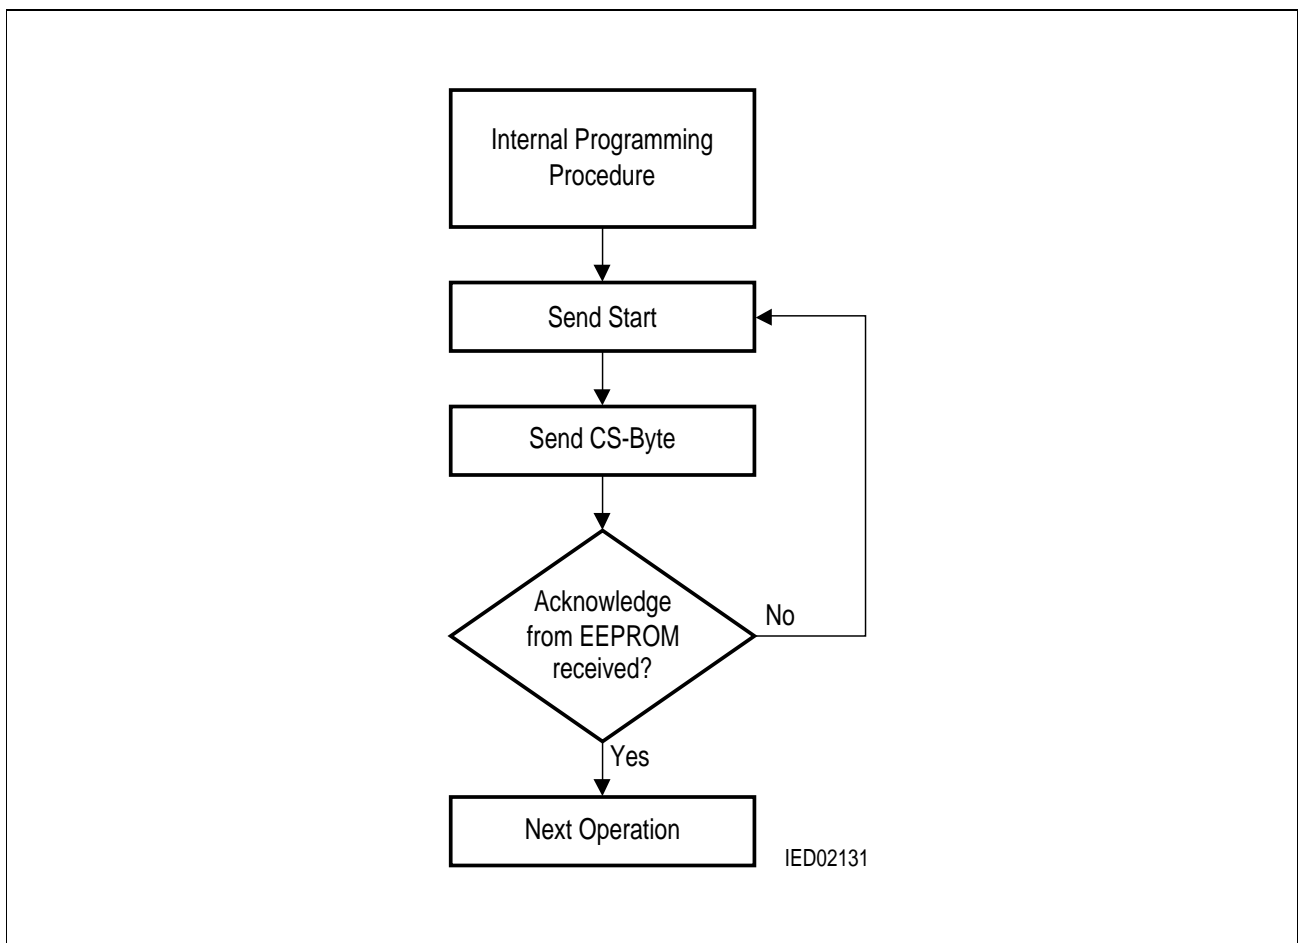 Internal Programming
Procedure
Send Start
Send CS-Byte
Acknowledge
from EEPROM
received?
No
Yes
Next Operation
IED02131